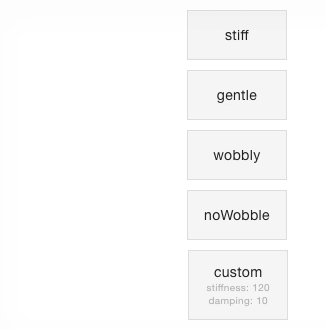 stiff
gentle
wobbly
noWobble
custom
stiffness: 120
damping: 10